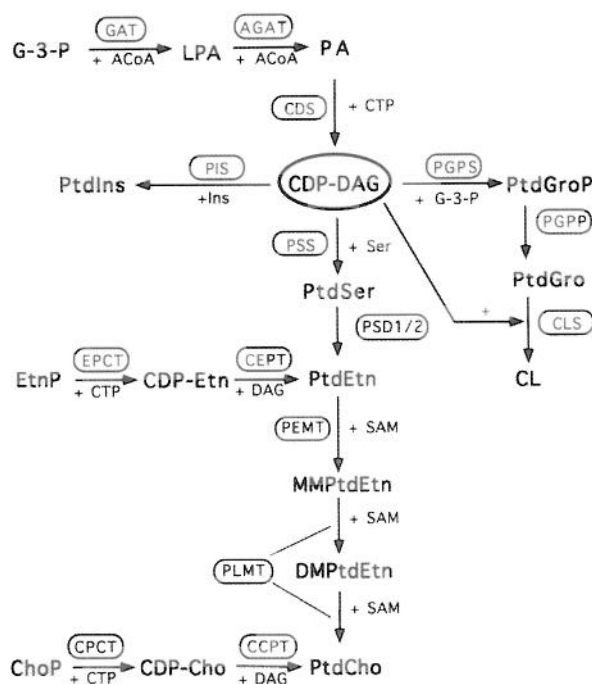 GAT AGAT
G-3-P LPA PA
+ ACoA + ACoA
CDS + CTP
PIS PGPS
PtdIns CDP-DAG PtdGroP
+Ins + G-3-P
PGPP
PSS + Ser
PtdSer PtdGro
PSD1/2 + CLS
EPCT CEPT
EtnP CDP-Etn PtdEtn CL
+ CTP + DAG
PEMT + SAM
MMPtdEtn
+ SAM
PLMT DMPtdEtn
+ SAM
CPCT CCPT
ChoP CDP-Cho PtdCho
+ CTP + DAG